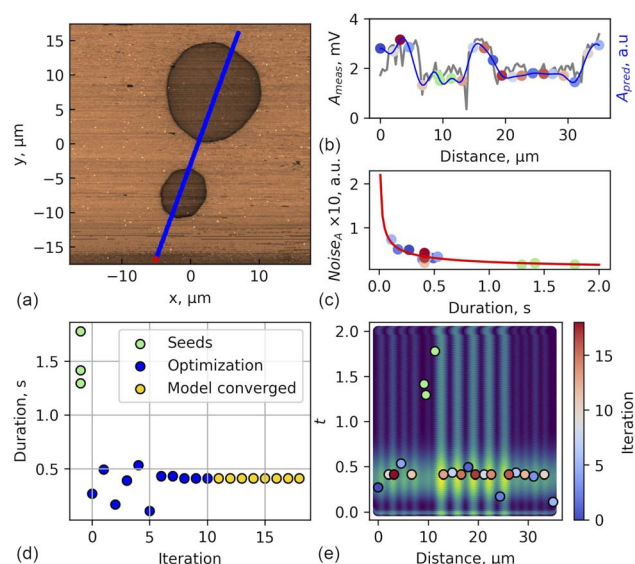 15
10
5
0
−5
−10
−15
y, μm
−10
0
10
x, μm
(a)
4
2
0
A_meas, mV
A_pred, a.u
0
10
20
30
(b)
Distance, μm
2
1
0
Noise_A ×10, a.u.
0.0
0.5
1.0
1.5
2.0
(c)
Duration, s
1.5
1.0
0.5
Duration, s
Seeds
Optimization
Model converged
0
5
10
15
(d)
Iteration
2.0
1.5
1.0
0.5
0.0
t
0
10
20
30
(e)
Distance, μm
15
10
5
0
Iteration